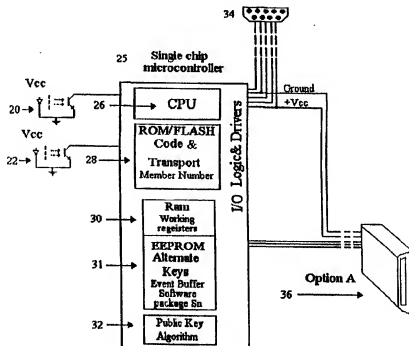 34
25
Single chip
microcontroller
Vcc
20
26
CPU
Ground
+Vcc
Vcc
22
28
ROM/FLASH
Code &
Transport
Member Number
I/O Logic& Drivers
30
Ram
Working
regeisters
31
EEPROM
Alternate
Keys
Event Buffer
Software
package Sn
Option A
36
32
Public Key
Algorithm